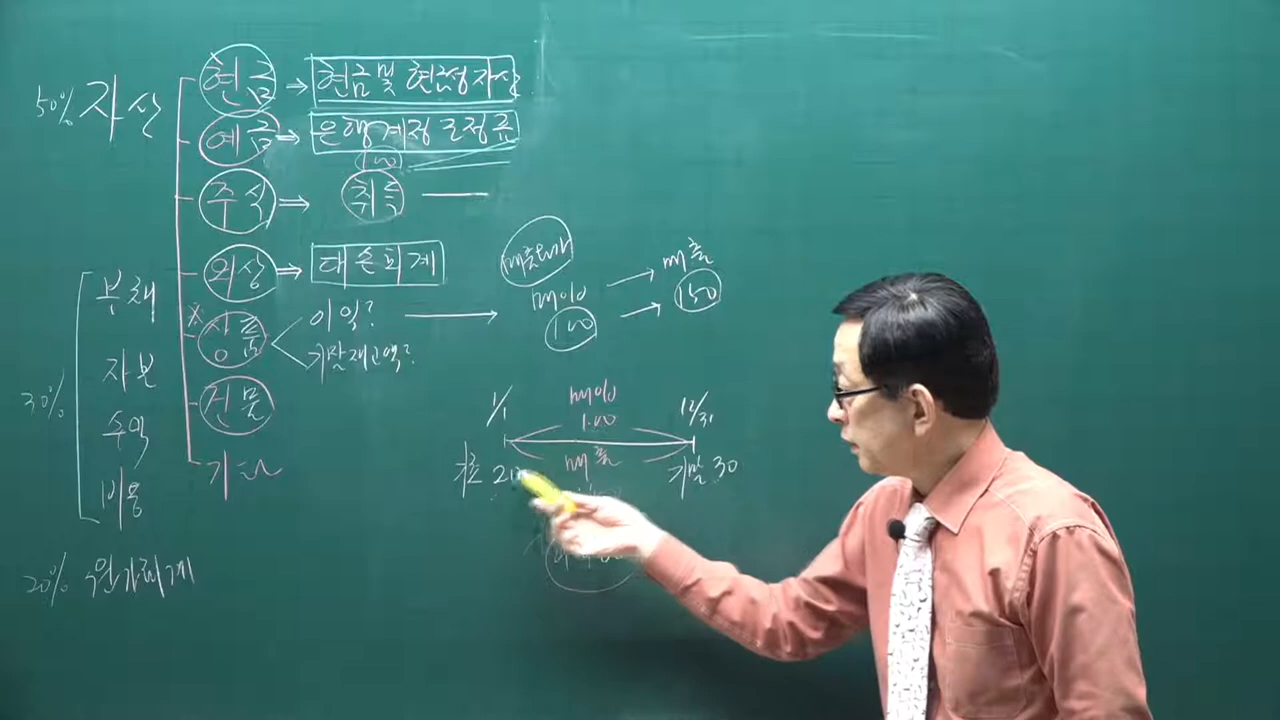 50% 자산
현금 → 현금 및 현금성자산
예금 ⇒ 은행계정조정표
100
주식 ⇒ 취득 —
외상 ⇒ 대손회계
※ 상품
이익? →
기말재고액?
건물
기타
매출원가
매입 → 매출
100 → 150
30%
부채
자본
수익
비용
20% 원가회계
1/1
매입
100
12/31
매출
기초 20
기말 30